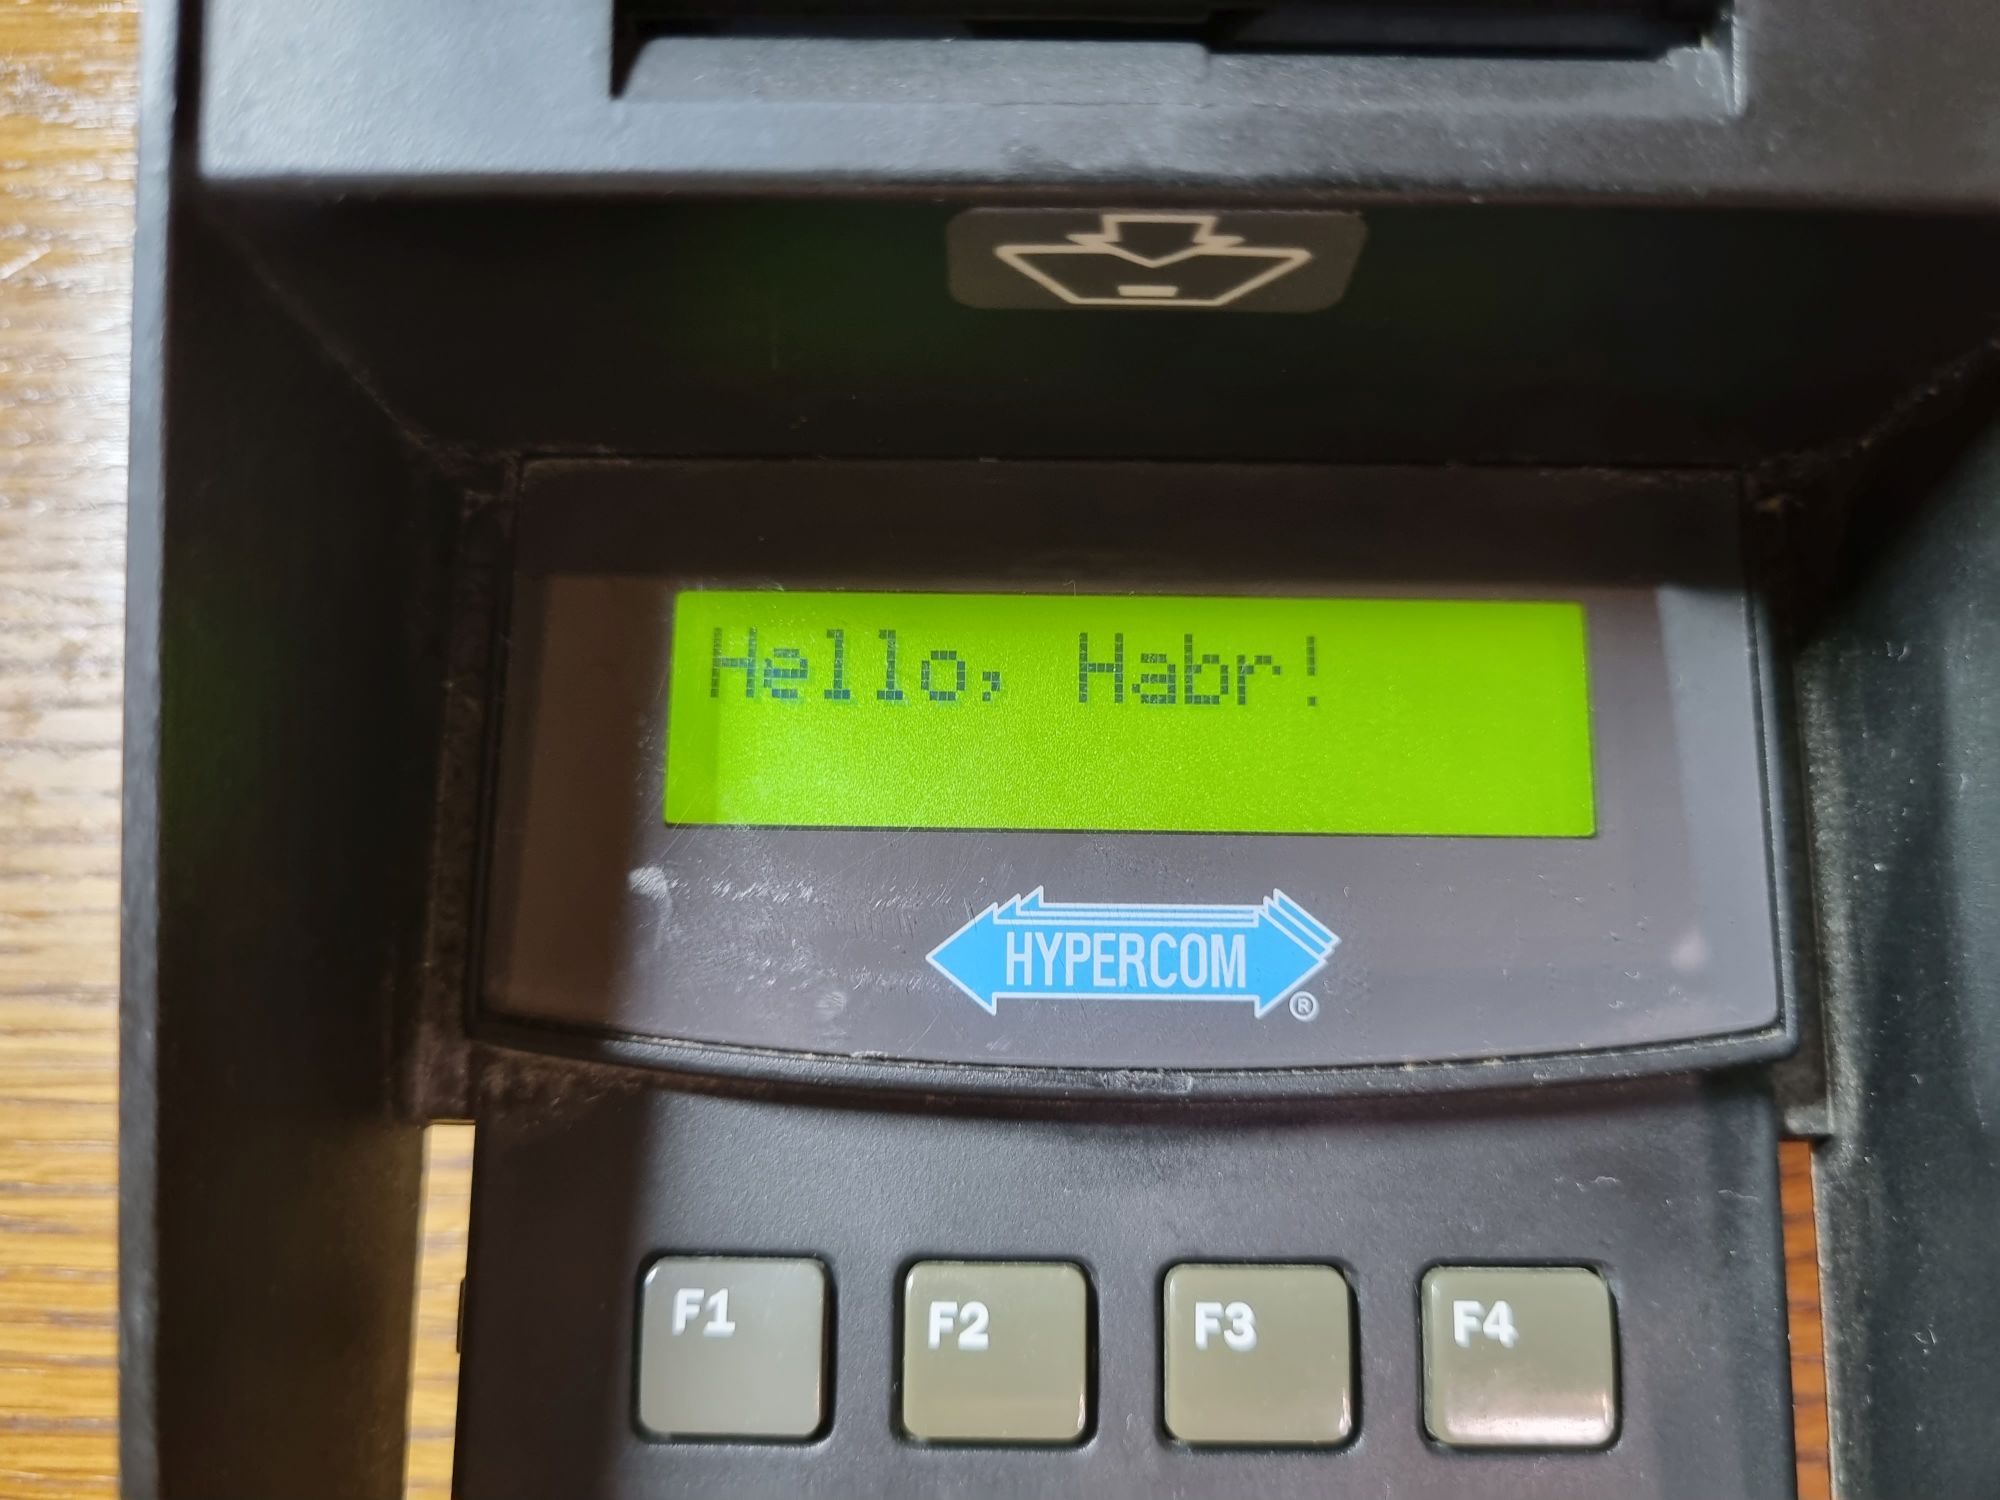 Hello, Habr!
HYPERCOM
®
F1 F2 F3 F4